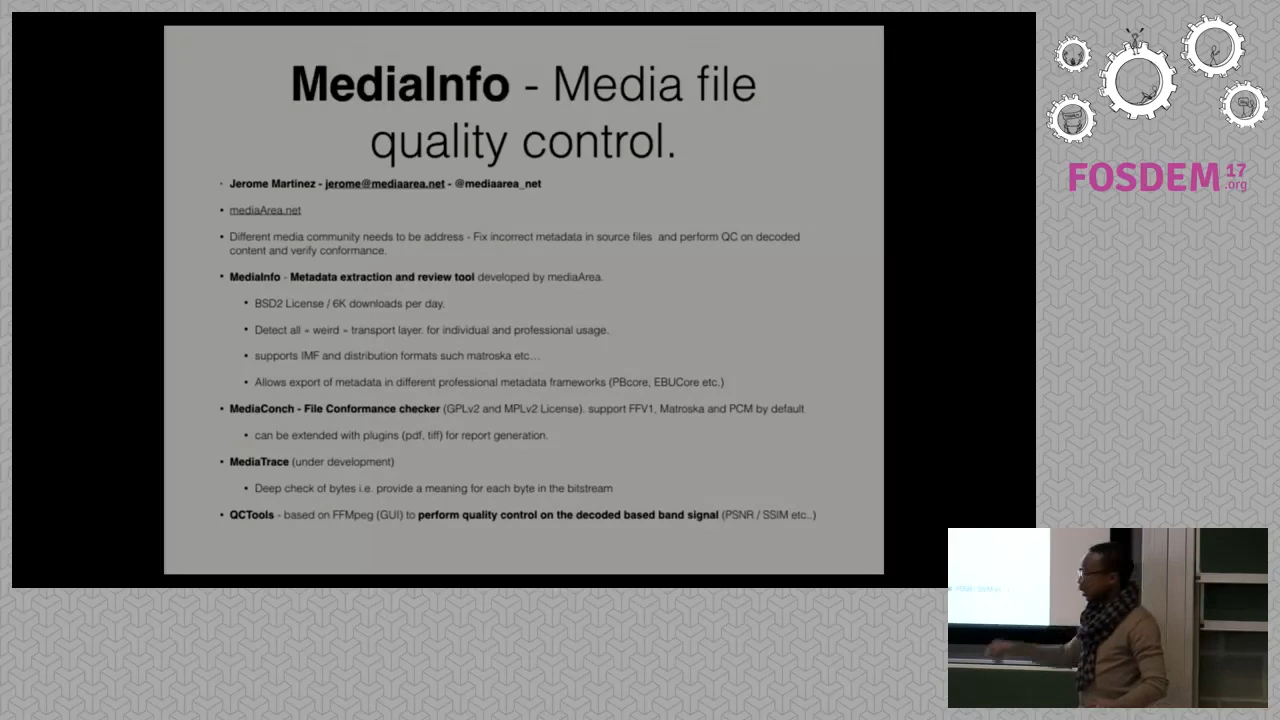 MediaInfo - Media file
quality control.
• Jerome Martinez - jerome@mediaarea.net - @mediaarea_net
• mediaArea.net
• Different media community needs to be address - Fix incorrect metadata in source files and perform QC on decoded
content and verify conformance.
• MediaInfo - Metadata extraction and review tool developed by mediaArea.
• BSD2 License / 6K downloads per day.
• Detect all « weird » transport layer. for individual and professional usage.
• supports IMF and distribution formats such matroska etc…
• Allows export of metadata in different professional metadata frameworks (PBcore, EBUCore etc.)
• MediaConch - File Conformance checker (GPLv2 and MPLv2 License). support FFV1, Matroska and PCM by default
• can be extended with plugins (pdf, tiff) for report generation.
• MediaTrace (under development)
• Deep check of bytes i.e. provide a meaning for each byte in the bitstream
• QCTools - based on FFMpeg (GUI) to perform quality control on the decoded based band signal (PSNR / SSIM etc..)
FOSDEM 17
.org